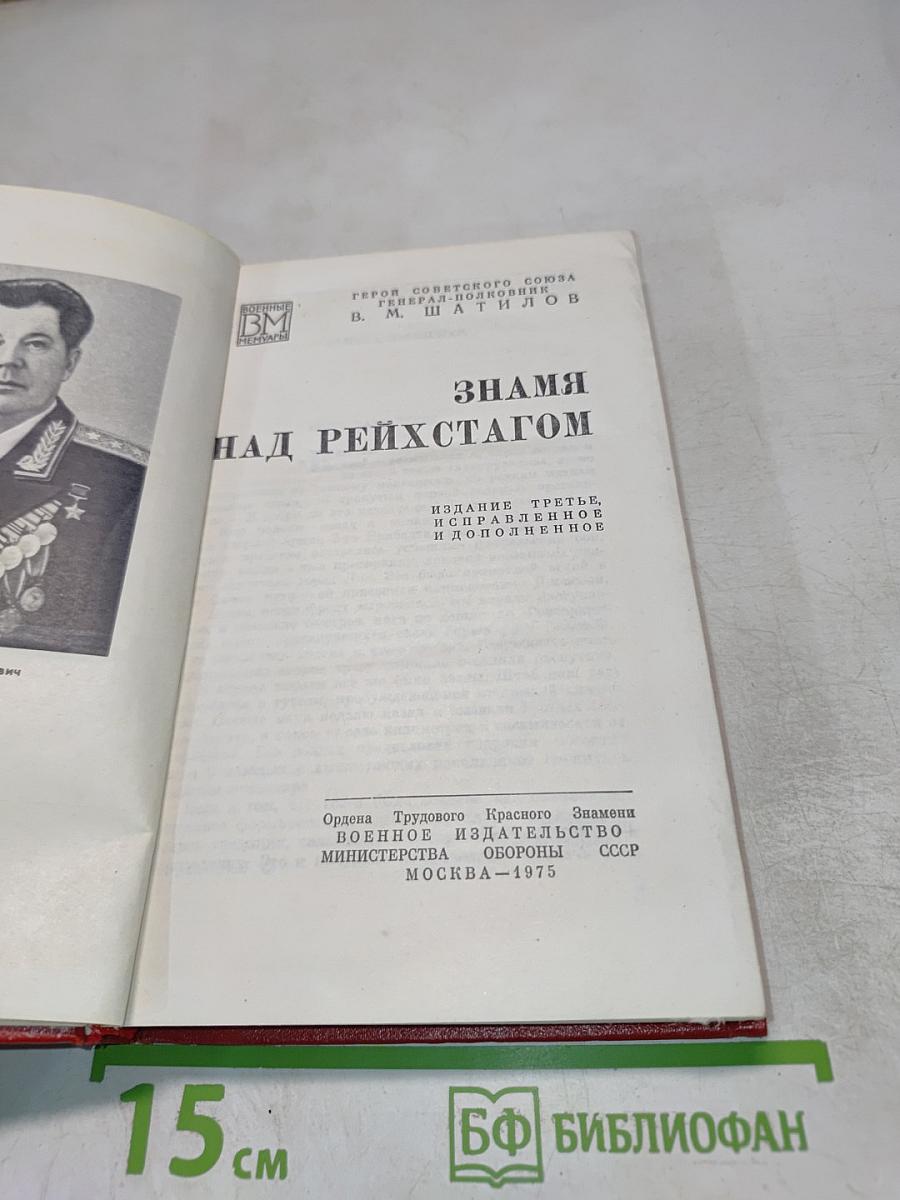 ГЕРОЙ СОВЕТСКОГО СОЮЗА
ГЕНЕРАЛ-ПОЛКОВНИК
В. М. ШАТИЛОВ
ВОЕННЫЕ
ВМ
МЕМУАРЫ
ЗНАМЯ
НАД РЕЙХСТАГОМ
ИЗДАНИЕ ТРЕТЬЕ,
ИСПРАВЛЕННОЕ
И ДОПОЛНЕННОЕ
вич
Ордена Трудового Красного Знамени
ВОЕННОЕ ИЗДАТЕЛЬСТВО
МИНИСТЕРСТВА ОБОРОНЫ СССР
МОСКВА—1975
15 см
БФ БИБЛИОФАН